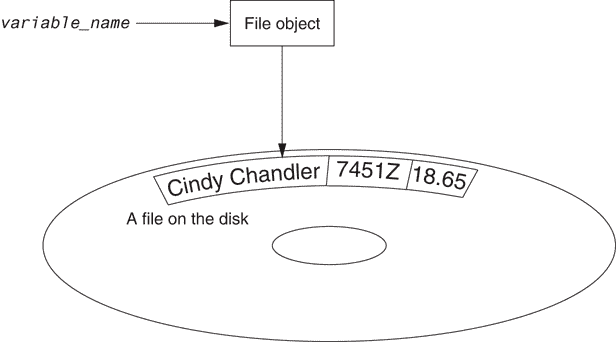 variable_name
File object
Cindy Chandler 7451Z 18.65
A file on the disk